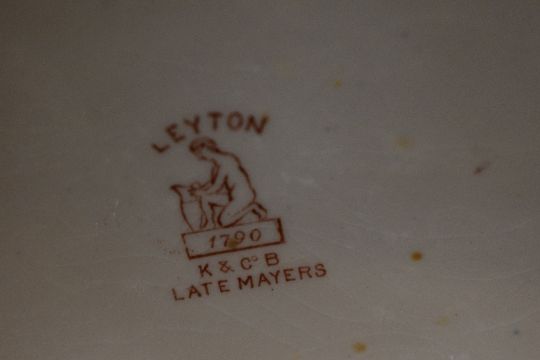 LEYTON
1790
K & Co B
LATE MAYERS